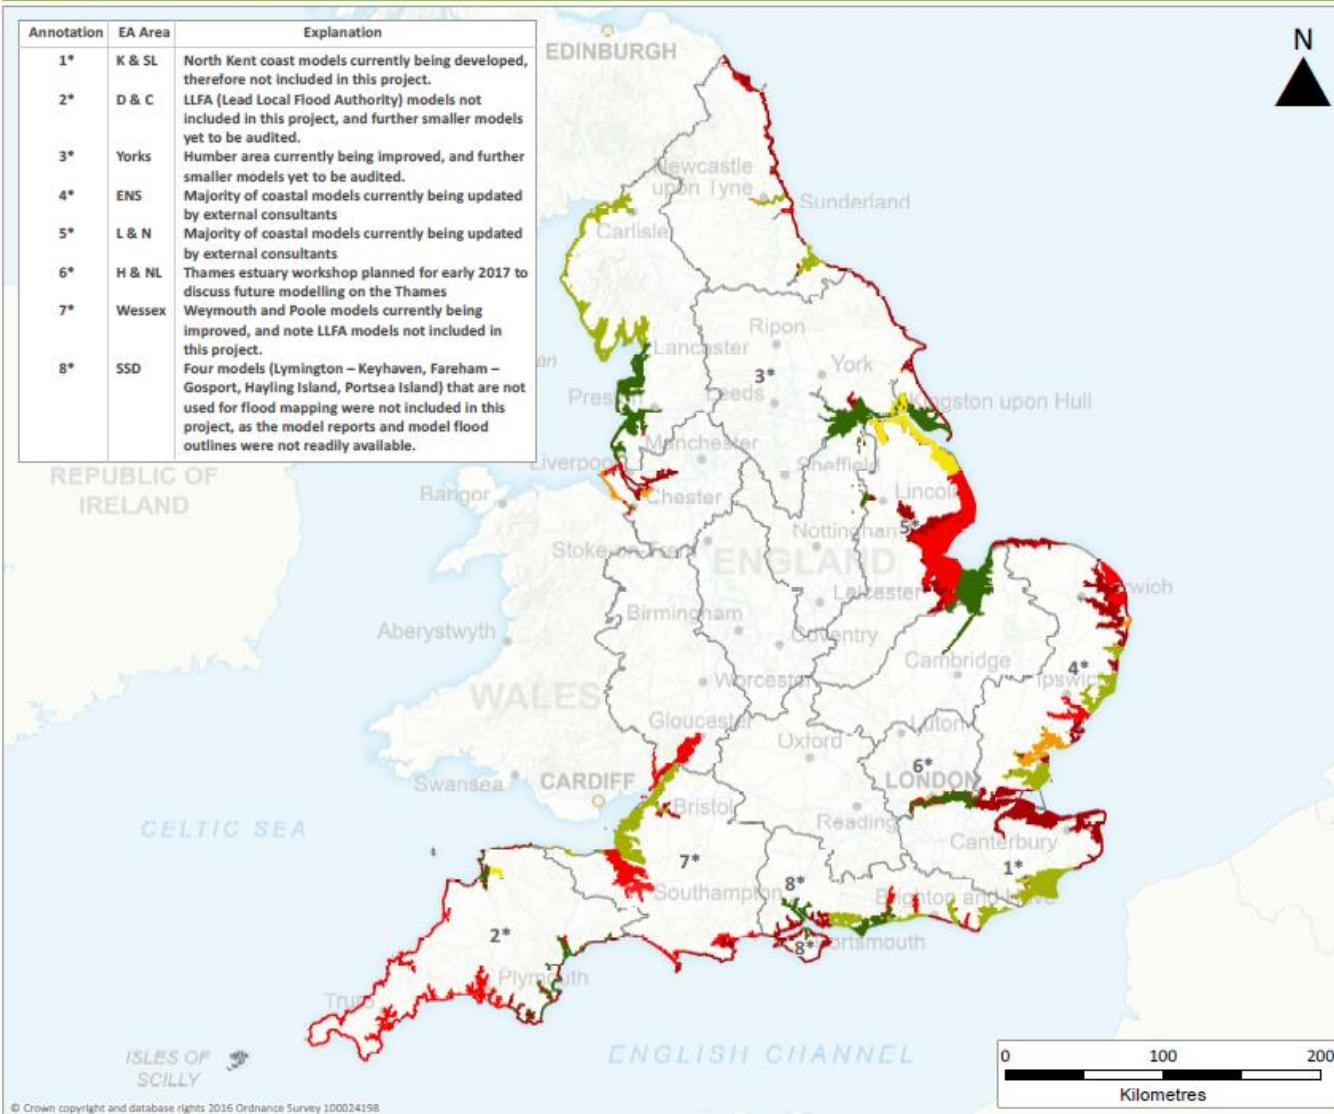 Annotation EA Area Explanation
1* K & SL North Kent coast models currently being developed,
therefore not included in this project.
2* D & C LLFA (Lead Local Flood Authority) models not
included in this project, and further smaller models
yet to be audited.
3* Yorks Humber area currently being improved, and further
smaller models yet to be audited.
4* ENS Majority of coastal models currently being updated
by external consultants
5* L & N Majority of coastal models currently being updated
by external consultants
6* H & NL Thames estuary workshop planned for early 2017 to
discuss future modelling on the Thames
7* Wessex Weymouth and Poole models currently being
improved, and note LLFA models not included in
this project.
8* SSD Four models (Lymington – Keyhaven, Fareham –
Gosport, Hayling Island, Portsea Island) that are not
used for flood mapping were not included in this
project, as the model reports and model flood
outlines were not readily available.
EDINBURGH
N
Newcastle
upon Tyne
Sunderland
Carlisle
Ripon
Lancaster
York
3*
Leeds
Preston
Kingston upon Hull
Manchester
Liverpool
Sheffield
REPUBLIC OF
IRELAND
Bangor
Chester
Lincoln
Nottingham
5*
Stoke-on-Trent
ENGLAND
Norwich
Leicester
Birmingham
Aberystwyth
Coventry
Cambridge
4*
Ipswich
WALES
Worcester
Gloucester
Luton
Oxford
6*
Swansea
CARDIFF
LONDON
Bristol
Reading
CELTIC SEA
Canterbury
7*
1*
Southampton
8*
Brighton and Hove
2*
8*
Portsmouth
Plymouth
Truro
ISLES OF
SCILLY
ENGLISH CHANNEL
0 100 200
Kilometres
© Crown copyright and database rights 2016 Ordnance Survey 100024198